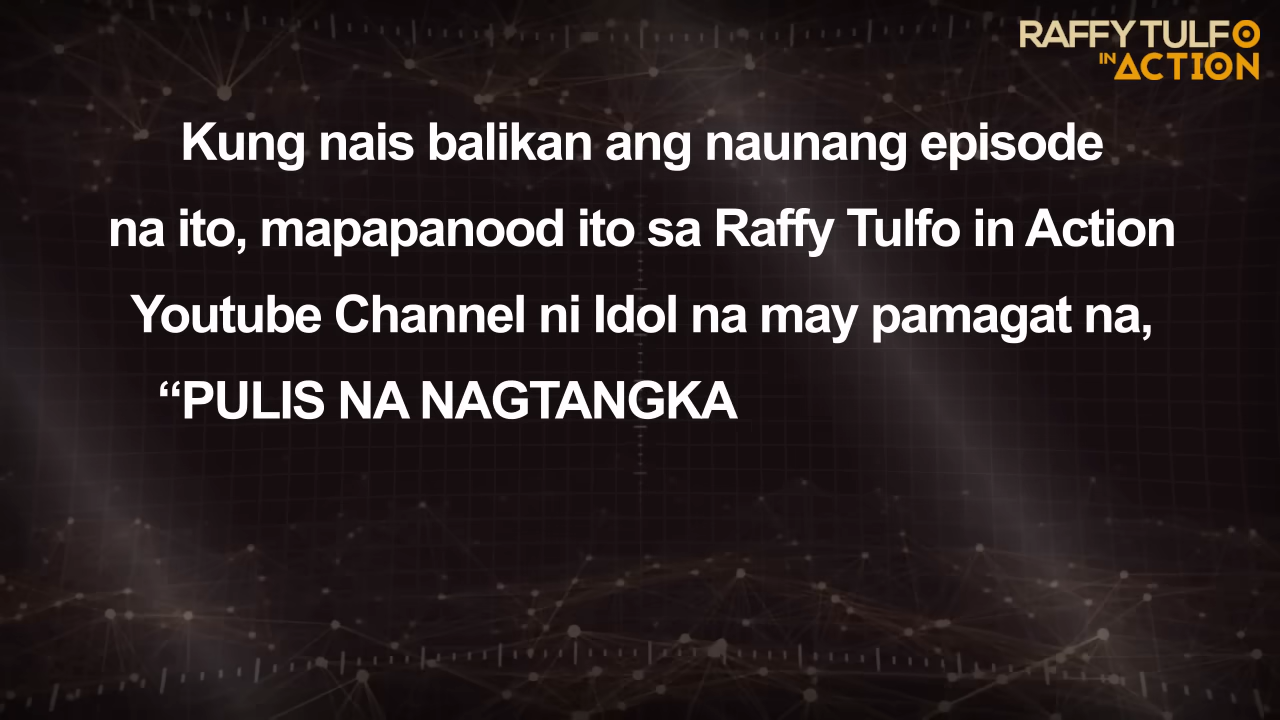 RAFFY TULFO
IN ACTION
Kung nais balikan ang naunang episode
na ito, mapapanood ito sa Raffy Tulfo in Action
Youtube Channel ni Idol na may pamagat na,
“PULIS NA NAGTANGKA